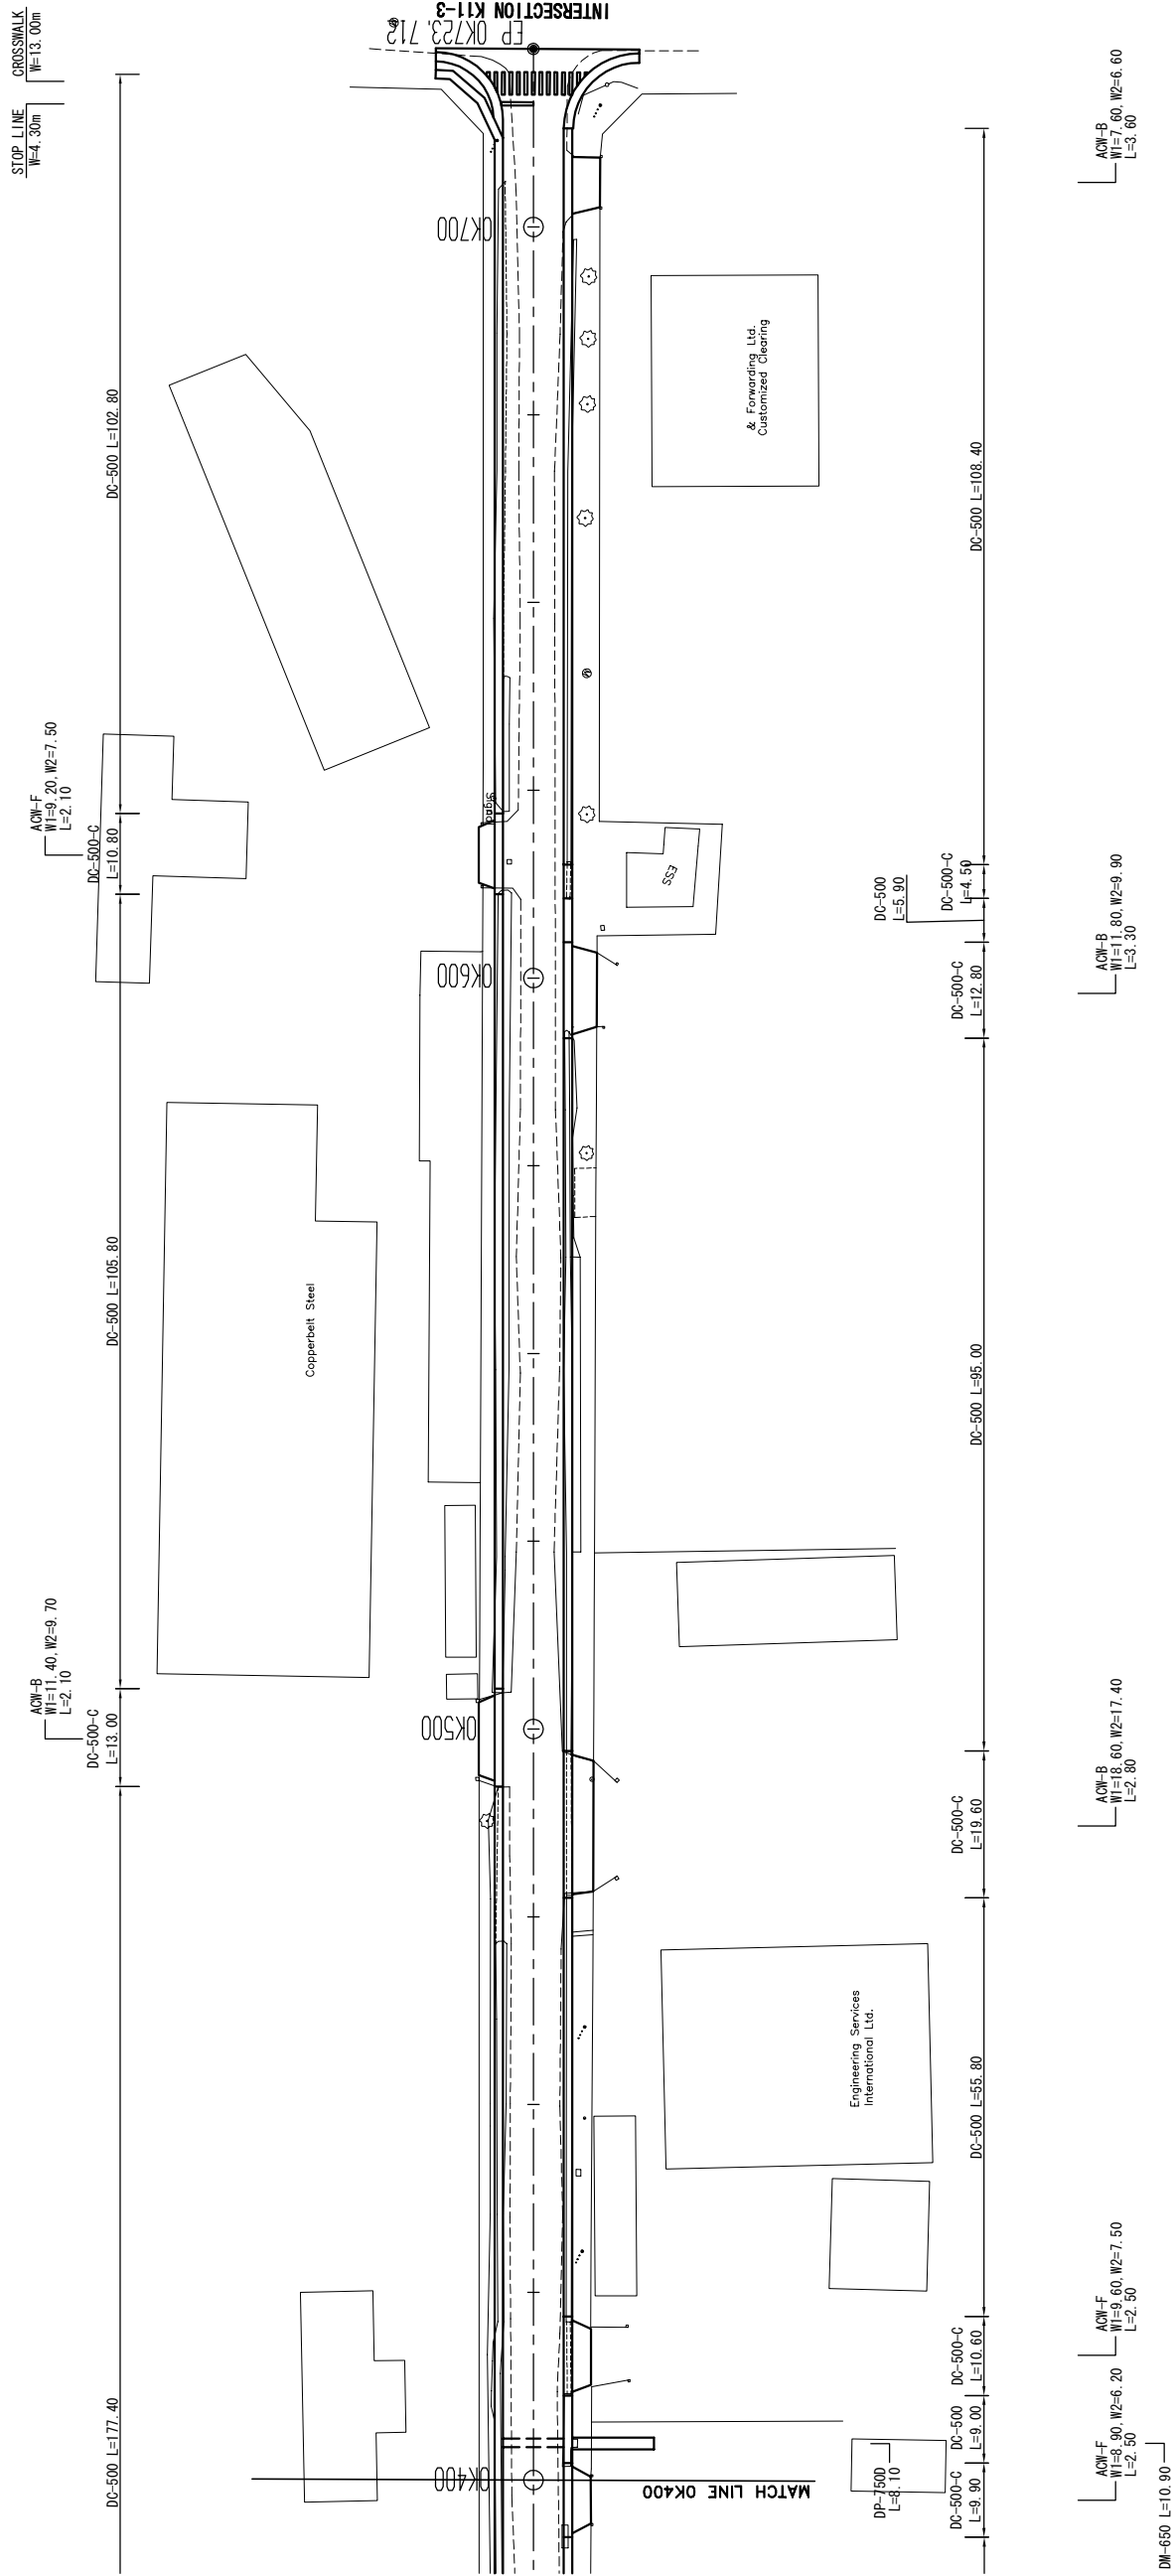 CROSSWALK
W=13.00m
STOP LINE
W=4.30m
INTERSECTION K11-3
EP 0K723.712
DC-500 L=102.80
0K700
ACW-B
W1=7.60, W2=6.60
L=3.60
& Forwarding Ltd.
Customized Clearing
DC-500 L=108.40
ACW-F
W1=9.20, W2=7.50
L=2.10
DC-500-C
L=10.80
ESS
DC-500
L=5.90
DC-500-C
L=4.50
0K600
DC-500-C
L=12.80
ACW-B
W1=11.80, W2=9.90
L=3.30
DC-500 L=105.80
Copperbelt Steel
DC-500 L=95.00
ACW-B
W1=11.40, W2=9.70
L=2.10
DC-500-C
L=13.00
0K500
DC-500-C
L=19.60
ACW-B
W1=18.60, W2=17.40
L=2.80
Engineering Services
International Ltd.
DC-500 L=55.80
DC-500 L=177.40
0K400
MATCH LINE 0K400
DC-500-C
L=10.60
ACW-F
W1=9.60, W2=7.50
L=2.50
DC-500
L=9.00
DP-750D
L=8.10
DC-500-C
L=9.90
ACW-F
W1=8.90, W2=6.20
L=2.50
DM-650 L=10.90